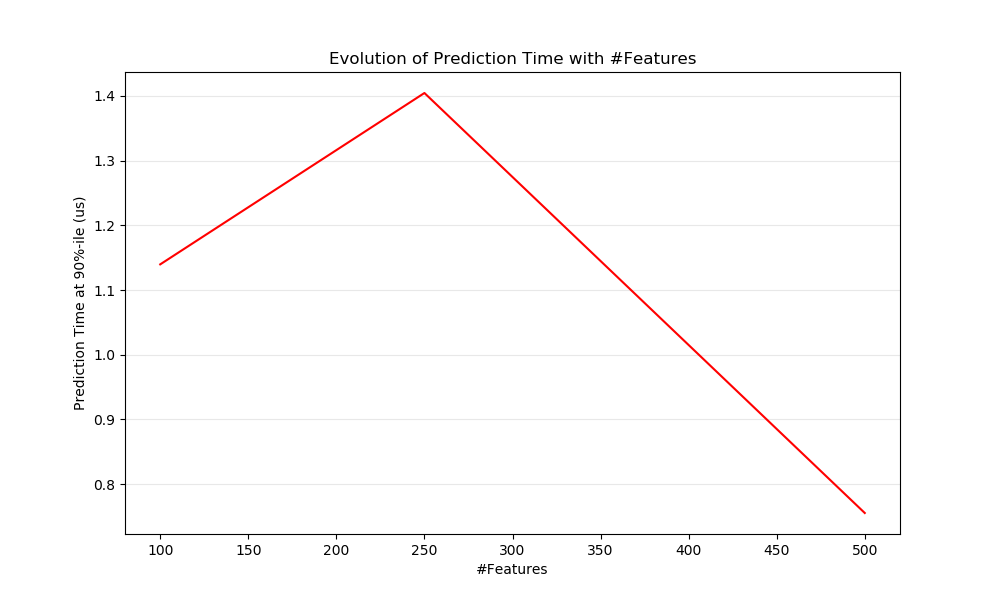 Evolution of Prediction Time with #Features
Prediction Time at 90%-ile (us)
1.4
1.3
1.2
1.1
1.0
0.9
0.8
100 150 200 250 300 350 400 450 500
#Features